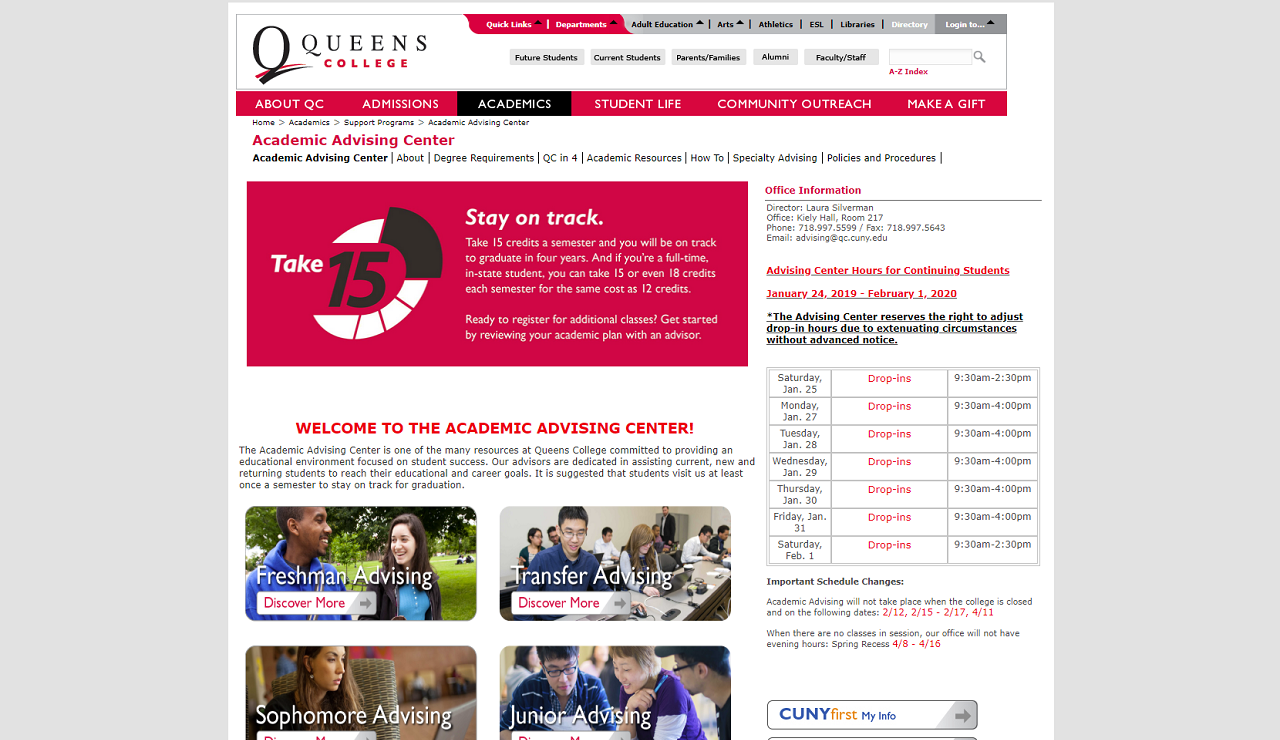 QUEENS
COLLEGE
Quick Links | Departments
Adult Education | Arts | Athletics | ESL | Libraries | Directory
Login to...
Future Students
Current Students
Parents/Families
Alumni
Faculty/Staff
A-Z Index
ABOUT QC
ADMISSIONS
ACADEMICS
STUDENT LIFE
COMMUNITY OUTREACH
MAKE A GIFT
Home > Academics > Support Programs > Academic Advising Center
Academic Advising Center
Academic Advising Center | About | Degree Requirements | QC in 4 | Academic Resources | How To | Specialty Advising | Policies and Procedures |
Take 15
Stay on track.
Take 15 credits a semester and you will be on track
to graduate in four years. And if you're a full-time,
in-state student, you can take 15 or even 18 credits
each semester for the same cost as 12 credits.
Ready to register for additional classes? Get started
by reviewing your academic plan with an advisor.
WELCOME TO THE ACADEMIC ADVISING CENTER!
The Academic Advising Center is one of the many resources at Queens College committed to providing an
educational environment focused on student success. Our advisors are dedicated in assisting current, new and
returning students to reach their educational and career goals. It is suggested that students visit us at least
once a semester to stay on track for graduation.
Freshman Advising
Discover More
Transfer Advising
Discover More
Sophomore Advising
Discover More
Junior Advising
Discover More
Office Information
Director: Laura Silverman
Office: Kiely Hall, Room 217
Phone: 718.997.5599 / Fax: 718.997.5643
Email: advising@qc.cuny.edu
Advising Center Hours for Continuing Students
January 24, 2019 - February 1, 2020
*The Advising Center reserves the right to adjust
drop-in hours due to extenuating circumstances
without advanced notice.
Saturday, Jan. 25 Drop-ins 9:30am-2:30pm
Monday, Jan. 27 Drop-ins 9:30am-4:00pm
Tuesday, Jan. 28 Drop-ins 9:30am-4:00pm
Wednesday, Jan. 29 Drop-ins 9:30am-4:00pm
Thursday, Jan. 30 Drop-ins 9:30am-4:00pm
Friday, Jan. 31 Drop-ins 9:30am-4:00pm
Saturday, Feb. 1 Drop-ins 9:30am-2:30pm
Important Schedule Changes:
Academic Advising will not take place when the college is closed
and on the following dates: 2/12, 2/15 - 2/17, 4/11
When there are no classes in session, our office will not have
evening hours: Spring Recess 4/8 - 4/16
CUNYfirst My Info